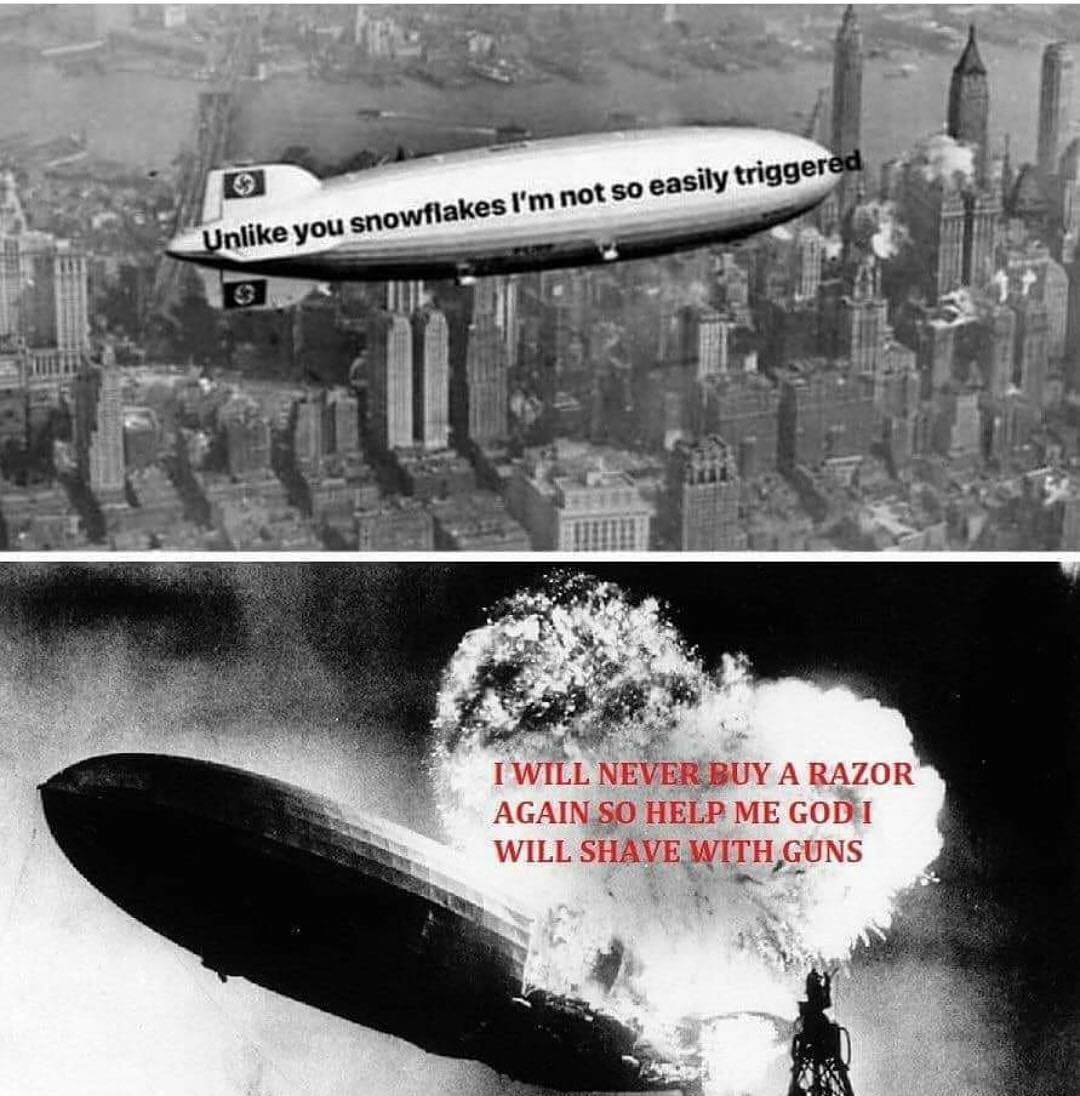 Unlike you snowflakes I'm not so easily triggered
I WILL NEVER BUY A RAZOR
AGAIN SO HELP ME GOD I
WILL SHAVE WITH GUNS